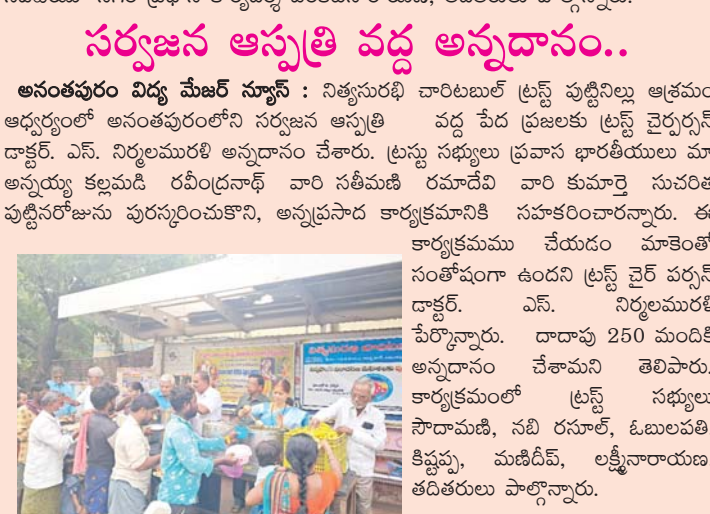 సర్వజన ఆస్పత్రి వద్ద అన్నదానం..
అనంతపురం విద్య మేజర్ న్యూస్ : నిత్యసురభి చారిటబుల్ ట్రస్ట్ పుట్టినిల్లు ఆశ్రమం
ఆధ్వర్యంలో అనంతపురంలోని సర్వజన ఆస్పత్రి వద్ద పేద ప్రజలకు ట్రస్ట్ చైర్పర్సన్
డాక్టర్. ఎస్. నిర్మలమురళి అన్నదానం చేశారు. ట్రస్టు సభ్యులు ప్రవాస భారతీయులు మా
అన్నయ్య కల్లమడి రవీంద్రనాథ్ వారి సతీమణి రమాదేవి వారి కుమార్తె సుచరిత
పుట్టినరోజును పురస్కరించుకొని, అన్నప్రసాద కార్యక్రమానికి సహకరించారన్నారు. ఈ
కార్యక్రమము చేయడం మాకెంతో
సంతోషంగా ఉందని ట్రస్ట్ చైర్ పర్సన్
డాక్టర్. ఎస్. నిర్మలమురళి
పేర్కొన్నారు. దాదాపు 250 మందికి
అన్నదానం చేశామని తెలిపారు.
కార్యక్రమంలో ట్రస్ట్ సభ్యులు
సౌదామణి, నబి రసూల్, ఓబులపతి
కిష్టప్ప, మణిదీప్, లక్ష్మీనారాయణ
తదితరులు పాల్గొన్నారు.